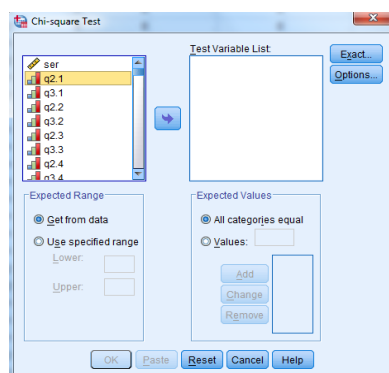 Chi-square Test
Test Variable List:
ser
q2.1
q3.1
q2.2
q3.2
q2.3
q3.3
q2.4
q3.4
Exact...
Options...
Expected Range
Get from data
Use specified range
Lower:
Upper:
Expected Values
All categories equal
Values:
Add
Change
Remove
OK
Paste
Reset
Cancel
Help